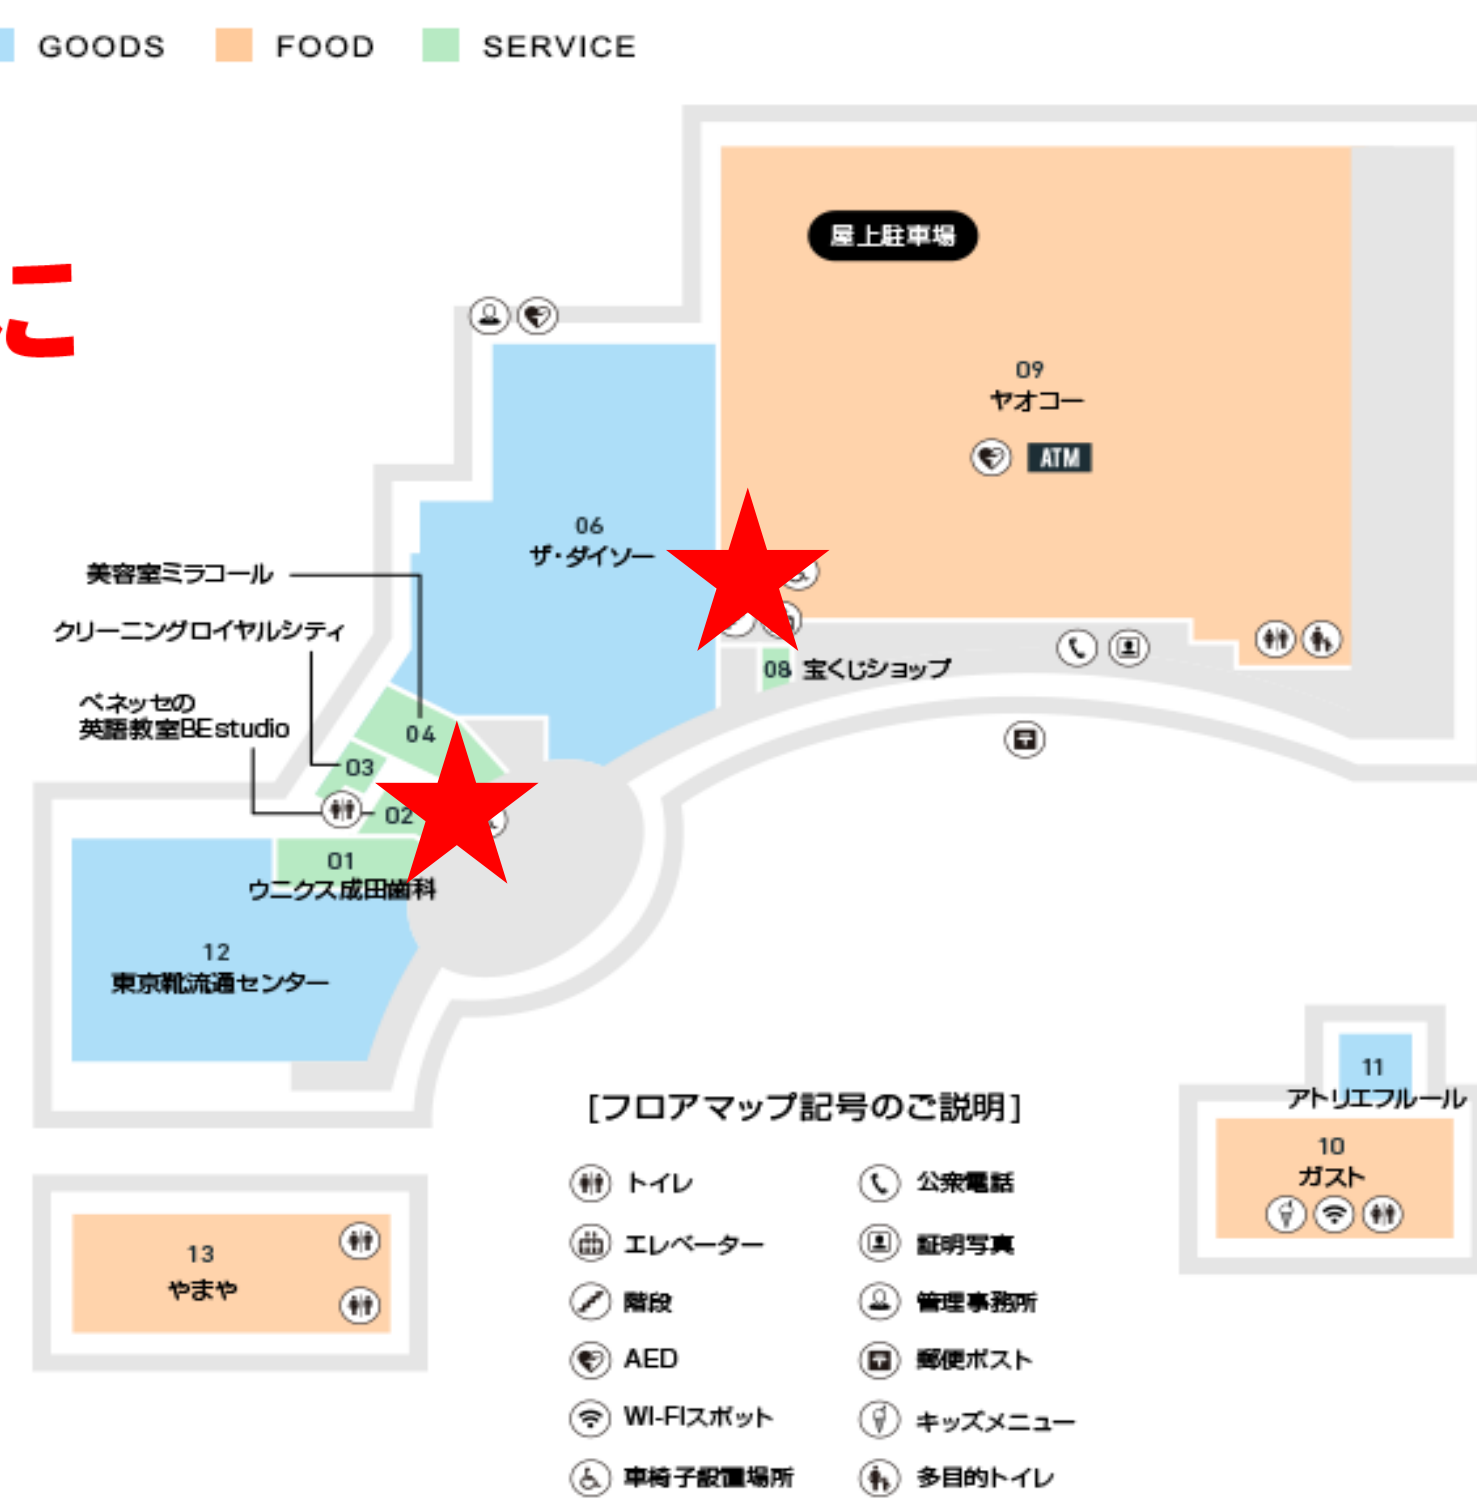 GOODS FOOD SERVICE
屋上駐車場
こ
09
ヤオコー
ATM
06
ザ・ダイソー
美容室ミラコール
クリーニングロイヤルシティ
08 宝くじショップ
ベネッセの
英語教室BEstudio
04
03
02
01
ウニクス成田歯科
12
東京靴流通センター
11
アトリエフルール
10
ガスト
13
やまや
[フロアマップ記号のご説明]
トイレ
公衆電話
エレベーター
証明写真
階段
管理事務所
AED
郵便ポスト
WI-FIスポット
キッズメニュー
車椅子設置場所
多目的トイレ